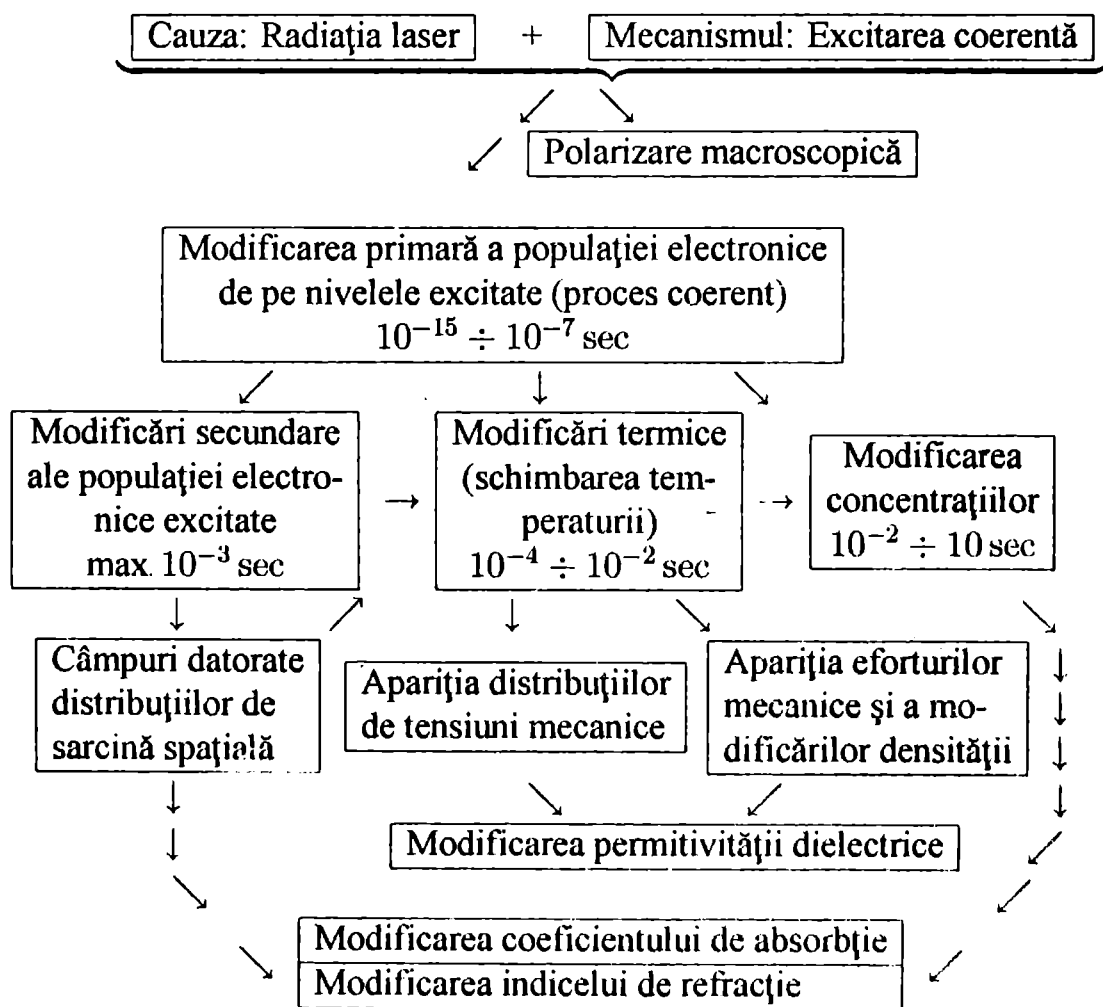 Cauza: Radiaţia laser + Mecanismul: Excitarea coerentă
Polarizare macroscopică
Modificarea primară a populaţiei electronice
de pe nivelele excitate (proces coerent)
10⁻¹⁵ ÷ 10⁻⁷ sec
Modificări secundare
ale populaţiei electro-
nice excitate
max. 10⁻³ sec
Modificări termice
(schimbarea tem-
peraturii)
10⁻⁴ ÷ 10⁻² sec
Modificarea
concentraţiilor
10⁻² ÷ 10 sec
Câmpuri datorate
distribuţiilor de
sarcină spaţială
Apariţia distribuţiilor
de tensiuni mecanice
Apariţia eforturilor
mecanice şi a mo-
dificărilor densităţii
Modificarea permitivităţii dielectrice
Modificarea coeficientului de absorbţie
Modificarea indicelui de refracţie